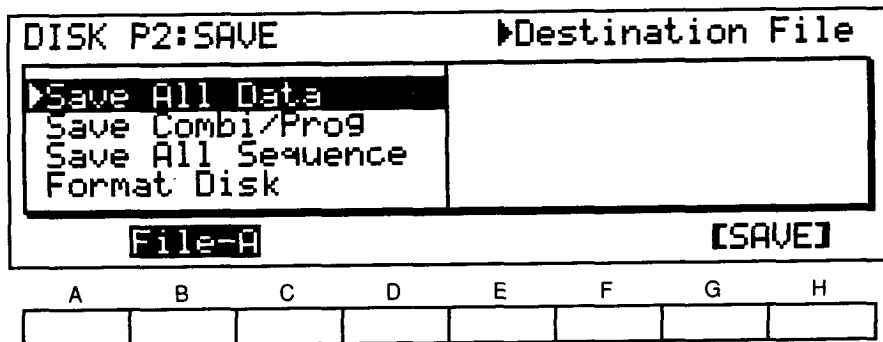 DISK P2:SAVE ▶Destination File
▶Save All Data
Save Combi/Prog
Save All Sequence
Format Disk
File-A [SAVE]
A B C D E F G H